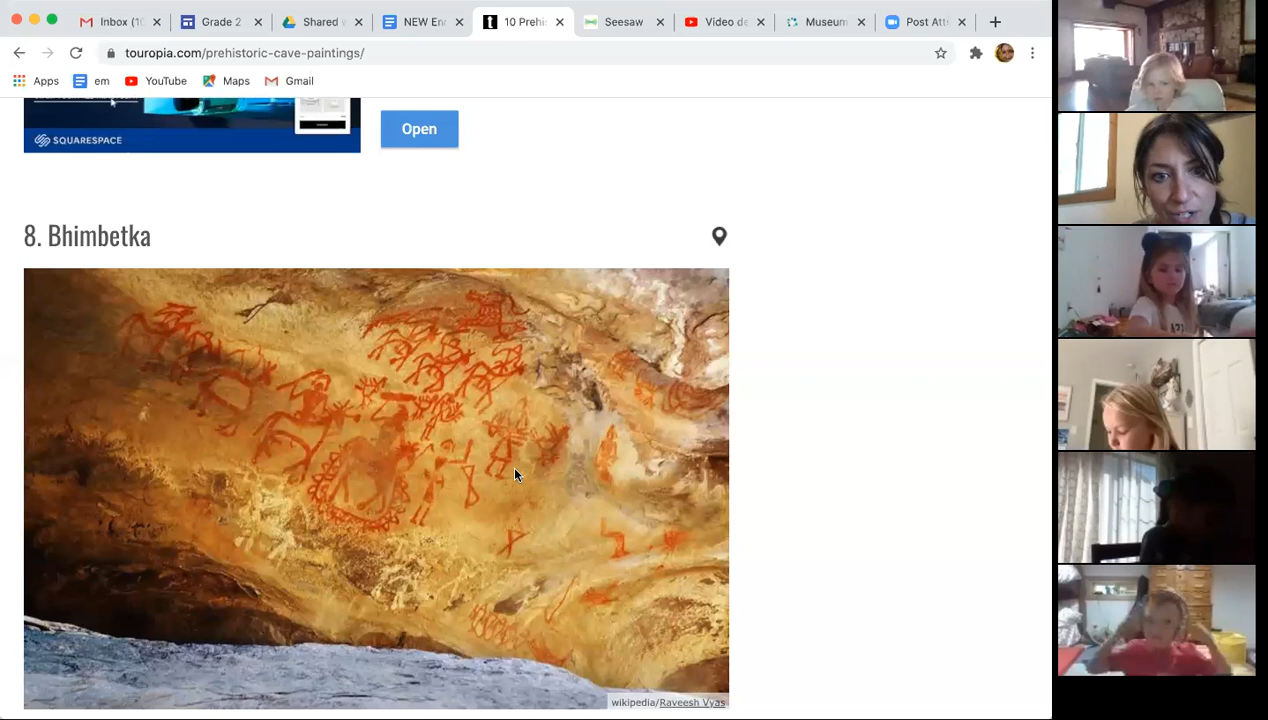 Inbox (1
Grade 2
Shared
NEW En
10 Prehi
Seesaw
Video de
Museum
Post Att
touropia.com/prehistoric-cave-paintings/
Apps
em
YouTube
Maps
Gmail
SQUARESPACE
Open
8. Bhimbetka
wikipedia/Raveesh Vyas